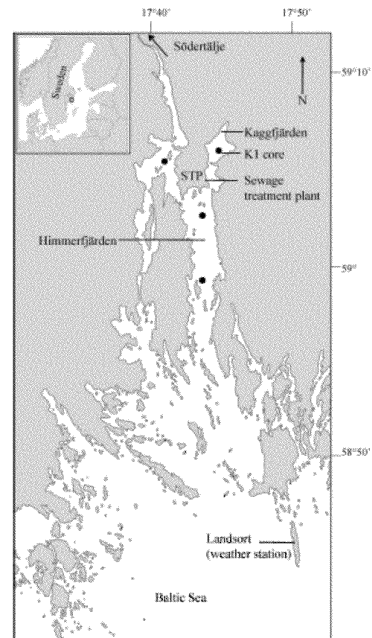 17°40'
17°50'
Södertälje
59°10'
Sweden
N
Kaggfjärden
K1 core
STP
Sewage
treatment plant
Himmerfjärden
59°
58°50'
Landsort
(weather station)
Baltic Sea